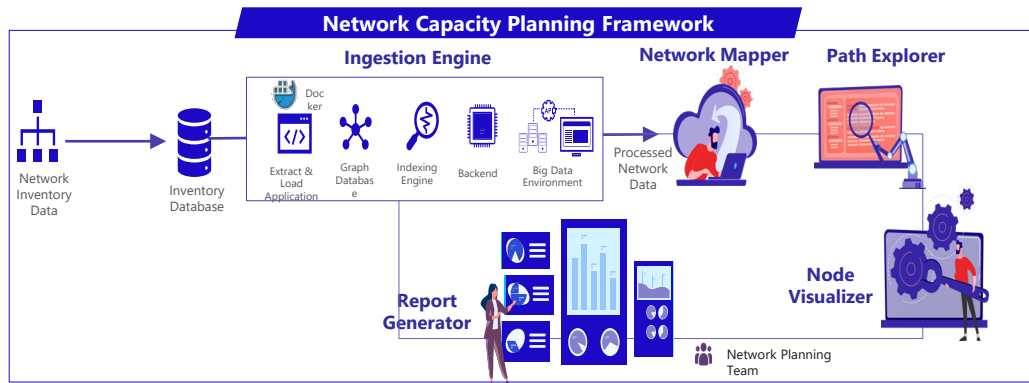 Network Capacity Planning Framework
Ingestion Engine
Network Mapper
Path Explorer
Doc
ker
API
Extract &
Load
Application
Graph
Databas
e
Indexing
Engine
Backend
Big Data
Environment
Processed
Network
Data
Network
Inventory
Data
Inventory
Database
Report
Generator
Node
Visualizer
Network Planning
Team